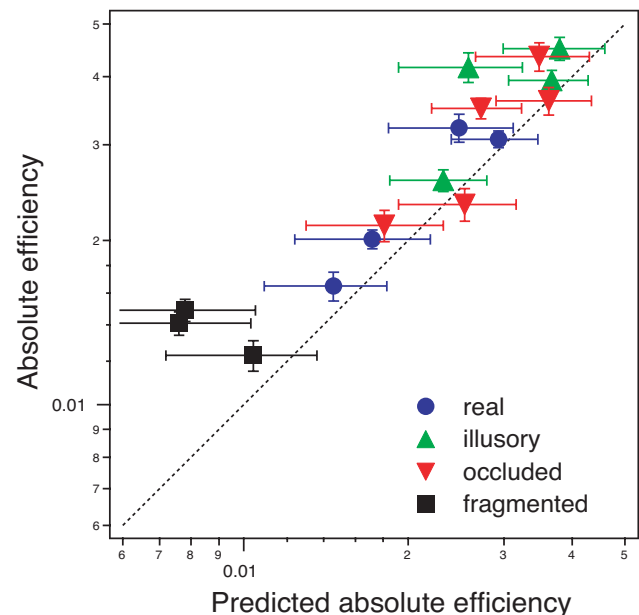 5
4
3
2
0.01
9
8
7
6
Absolute efficiency
real
illusory
occluded
fragmented
6 7 8 9 2 3 4 5
0.01
Predicted absolute efficiency